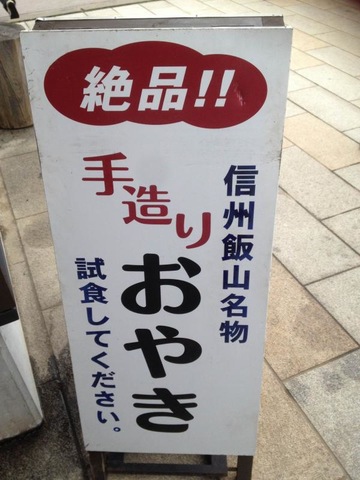 絶品!!
信州飯山名物
手造り
おやき
試食してください。